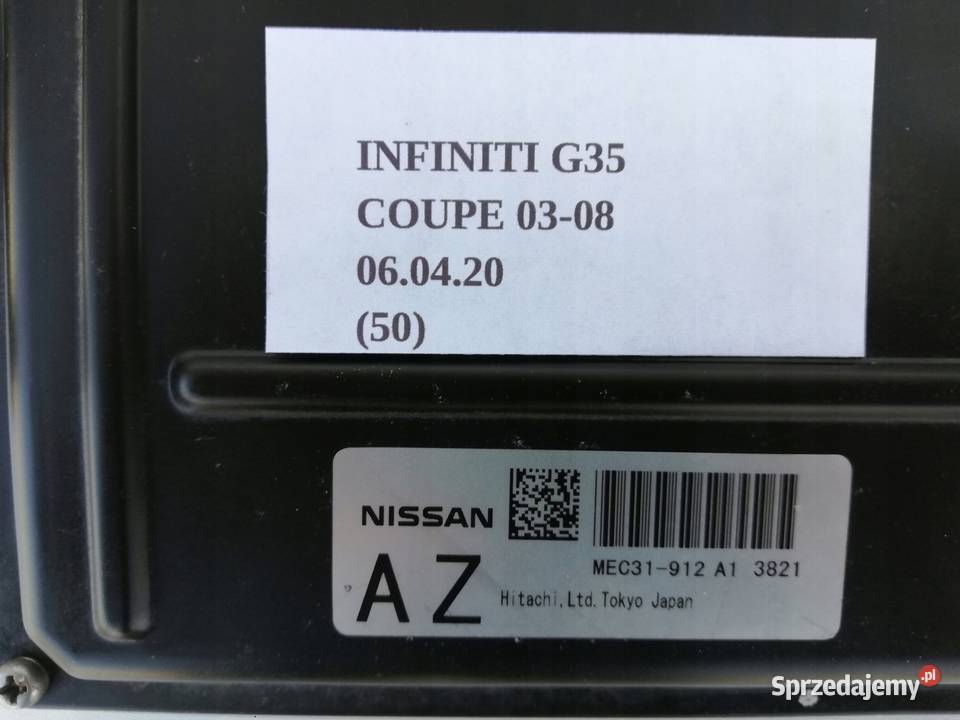 INFINITI G35
COUPE 03-08
06.04.20
(50)
NISSAN
AZ
MEC31-912 A1 3821
Hitachi,Ltd.Tokyo Japan
Sprzedajemy.pl